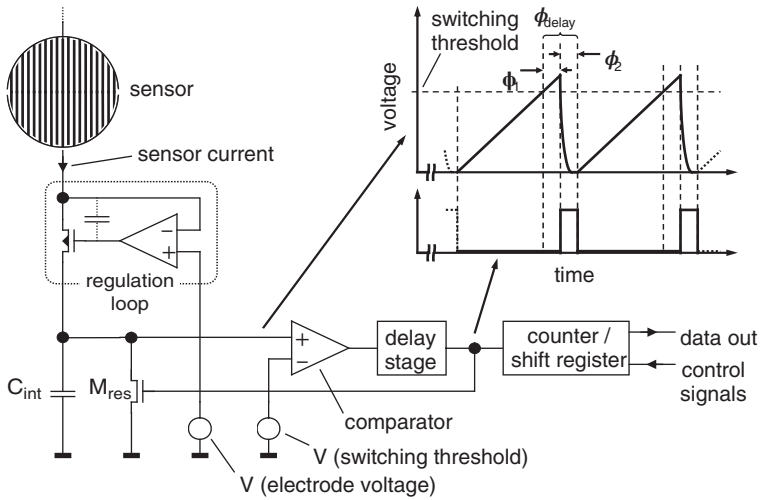 switching
threshold
ϕdelay
ϕ1
ϕ2
voltage
sensor
sensor current
−
+
regulation
loop
time
+
−
delay
stage
counter /
shift register
data out
control
signals
Cint
Mres
comparator
V (switching threshold)
V (electrode voltage)